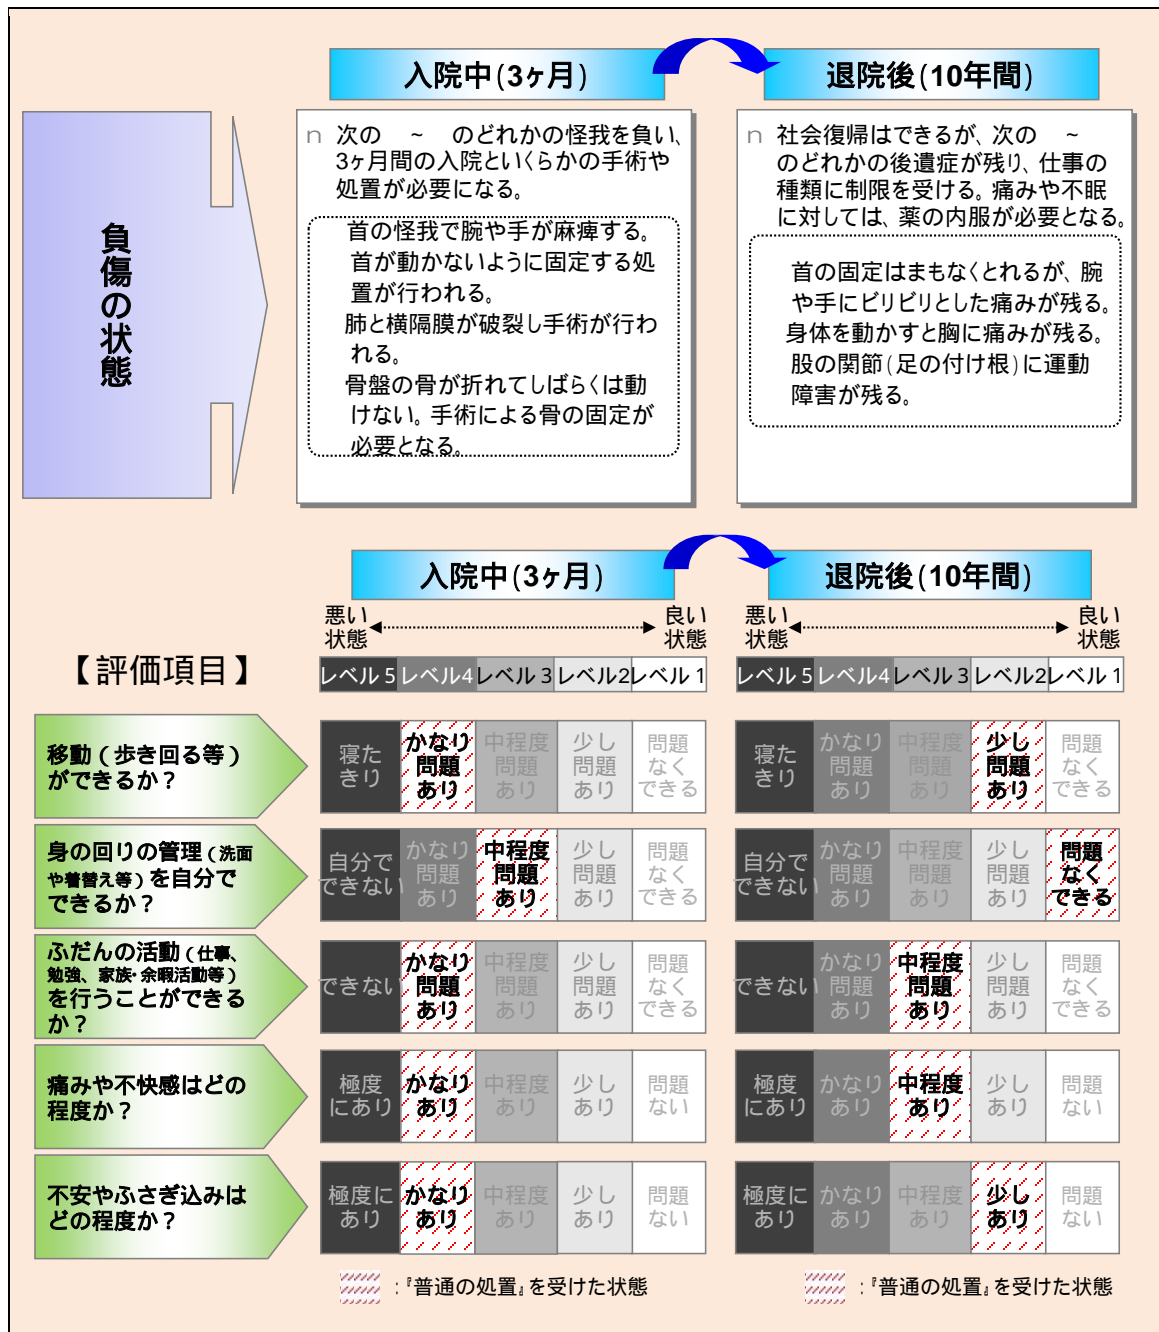 入院中(3ヶ月)
退院後(10年間)
負傷の状態
n 次の ～ のどれかの怪我を負い、
3ヶ月間の入院といくらかの手術や
処置が必要になる。
首の怪我で腕や手が麻痺する。
首が動かないように固定する処
置が行われる。
肺と横隔膜が破裂し手術が行わ
れる。
骨盤の骨が折れてしばらくは動
けない。手術による骨の固定が
必要となる。
n 社会復帰はできるが、次の ～
のどれかの後遺症が残り、仕事の
種類に制限を受ける。痛みや不眠
に対しては、薬の内服が必要となる。
首の固定はまもなくとれるが、腕
や手にビリビリとした痛みが残る。
身体を動かすと胸に痛みが残る。
股の関節(足の付け根)に運動
障害が残る。
入院中(3ヶ月)
退院後(10年間)
悪い
状態
良い
状態
悪い
状態
良い
状態
【評価項目】
レベル5 レベル4 レベル3 レベル2 レベル1
レベル5 レベル4 レベル3 レベル2 レベル1
移動(歩き回る等)
ができるか?
寝た
きり
かなり
問題
あり
中程度
問題
あり
少し
問題
あり
問題
なく
できる
寝た
きり
かなり
問題
あり
中程度
問題
あり
少し
問題
あり
問題
なく
できる
身の回りの管理(洗面
や着替え等)を自分で
できるか?
自分で
できない
かなり
問題
あり
中程度
問題
あり
少し
問題
あり
問題
なく
できる
自分で
できない
かなり
問題
あり
中程度
問題
あり
少し
問題
あり
問題
なく
できる
ふだんの活動(仕事、
勉強、家族・余暇活動等)
を行うことができる
か?
できない
かなり
問題
あり
中程度
問題
あり
少し
問題
あり
問題
なく
できる
できない
かなり
問題
あり
中程度
問題
あり
少し
問題
あり
問題
なく
できる
痛みや不快感はどの
程度か?
極度
にあり
かなり
あり
中程度
あり
少し
あり
問題
ない
極度
にあり
かなり
あり
中程度
あり
少し
あり
問題
ない
不安やふさぎ込みは
どの程度か?
極度に
あり
かなり
あり
中程度
あり
少し
あり
問題
ない
極度に
あり
かなり
あり
中程度
あり
少し
あり
問題
ない
:『普通の処置』を受けた状態
:『普通の処置』を受けた状態